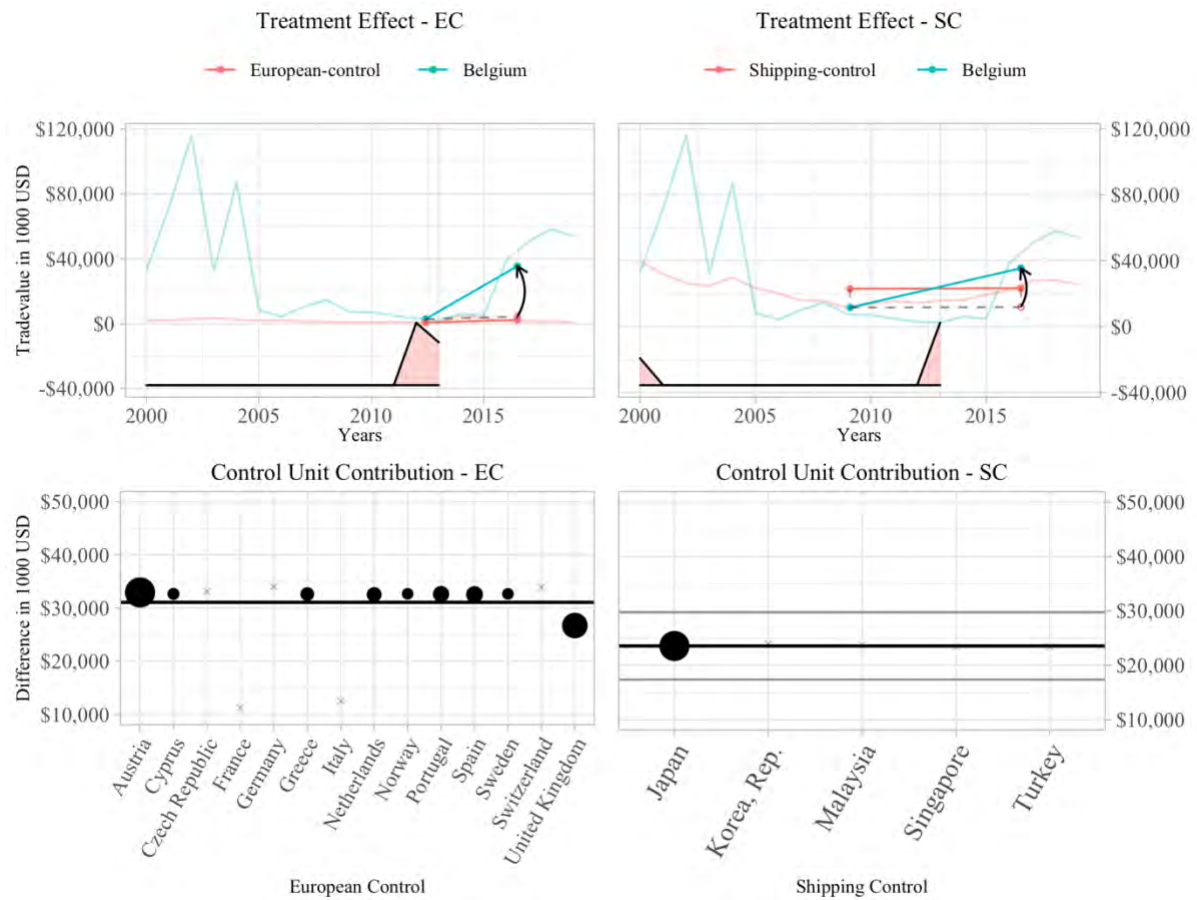 Treatment Effect - EC
European-control Belgium
Tradevalue in 1000 USD
$120,000
$80,000
$40,000
$0
-$40,000
2000 2005 2010 2015
Years
Treatment Effect - SC
Shipping-control Belgium
$120,000
$80,000
$40,000
$0
-$40,000
2000 2005 2010 2015
Years
Control Unit Contribution - EC
Difference in 1000 USD
$50,000
$40,000
$30,000
$20,000
$10,000
Austria
Cyprus
Czech Republic
France
Germany
Greece
Italy
Netherlands
Norway
Portugal
Spain
Sweden
Switzerland
United Kingdom
European Control
Control Unit Contribution - SC
$50,000
$40,000
$30,000
$20,000
$10,000
Japan
Korea, Rep.
Malaysia
Singapore
Turkey
Shipping Control